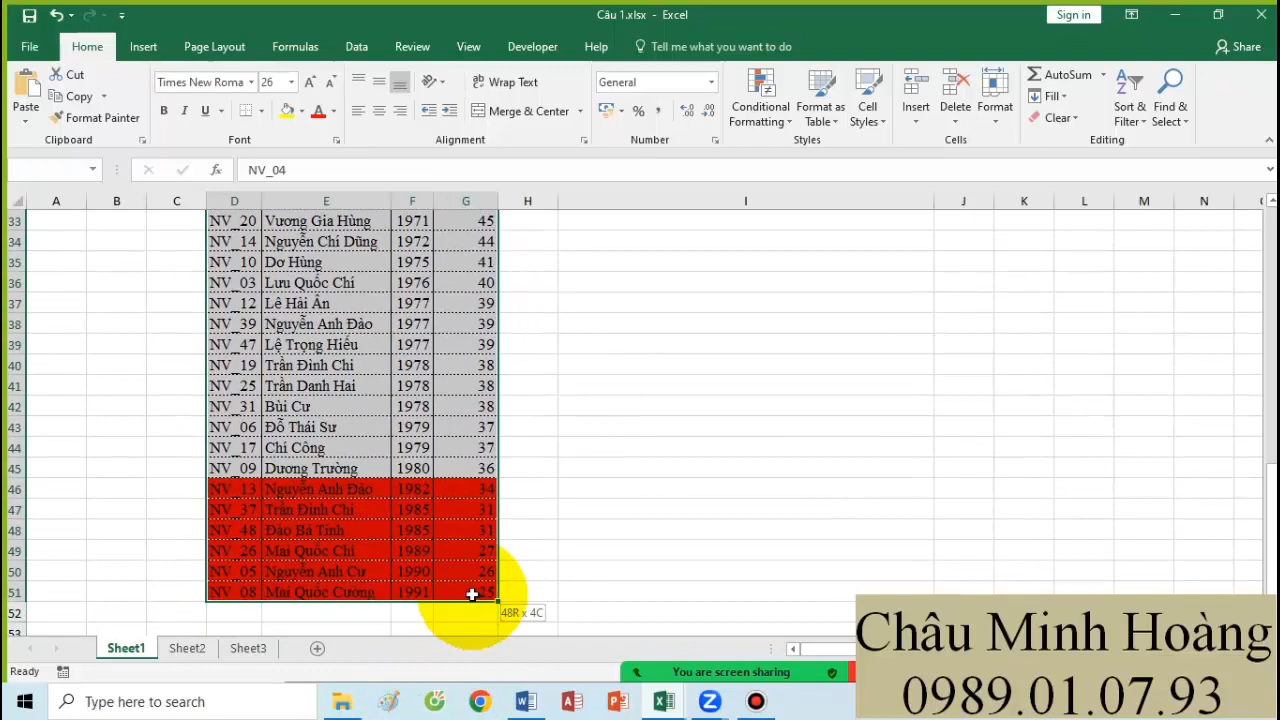 Câu 1.xlsx - Excel
Sign in
File Home Insert Page Layout Formulas Data Review View Developer Help Tell me what you want to do Share
Paste Cut Copy Format Painter Clipboard
Times New Roma 26 B I U Font
Wrap Text Merge & Center Alignment
General % Number
Conditional Formatting Format as Table Cell Styles Styles
Insert Delete Format Cells
AutoSum Fill Clear Sort & Filter Find & Select Editing
fx NV_04
A B C D E F G H I J K L M N
33 NV_20 Vương Gia Hùng 1971 45
34 NV_14 Nguyễn Chí Dũng 1972 44
35 NV_10 Dơ Hùng 1975 41
36 NV_03 Lưu Quốc Chí 1976 40
37 NV_12 Lê Hải Ân 1977 39
38 NV_39 Nguyễn Anh Đào 1977 39
39 NV_47 Lệ Trọng Hiếu 1977 39
40 NV_19 Trần Đình Chi 1978 38
41 NV_25 Trần Danh Hai 1978 38
42 NV_31 Bùi Cư 1978 38
43 NV_06 Đỗ Thái Sư 1979 37
44 NV_17 Chí Công 1979 37
45 NV_09 Dương Trường 1980 36
46 NV_13 Nguyễn Anh Đào 1982 34
47 NV_37 Trần Đình Chí 1985 31
48 NV_48 Đào Bá Tính 1985 31
49 NV_26 Mai Quốc Chí 1989 27
50 NV_05 Nguyễn Anh Cư 1990 26
51 NV_08 Mai Quốc Cường 1991 25
52 48R x 4C
53
Sheet1 Sheet2 Sheet3
Ready
You are screen sharing
Type here to search
Châu Minh Hoàng
0989.01.07.93